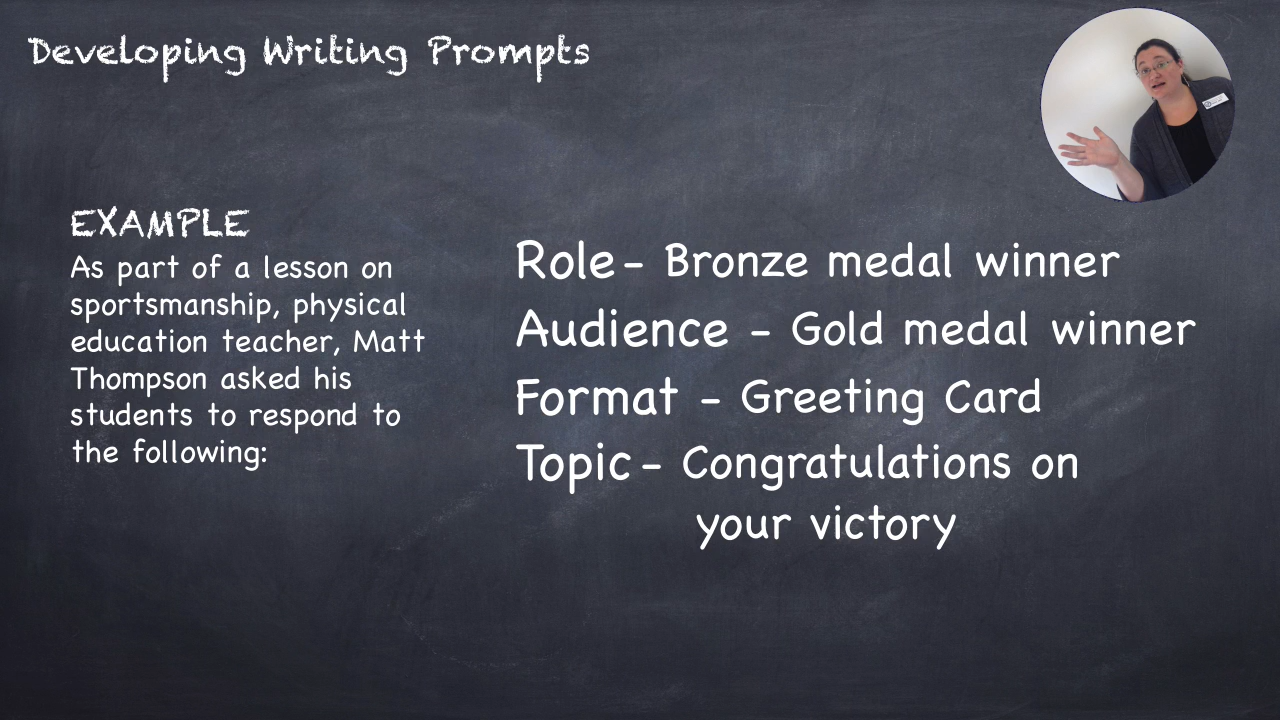 Developing Writing Prompts
EXAMPLE
As part of a lesson on
sportsmanship, physical
education teacher, Matt
Thompson asked his
students to respond to
the following:
Role - Bronze medal winner
Audience - Gold medal winner
Format - Greeting Card
Topic - Congratulations on
your victory